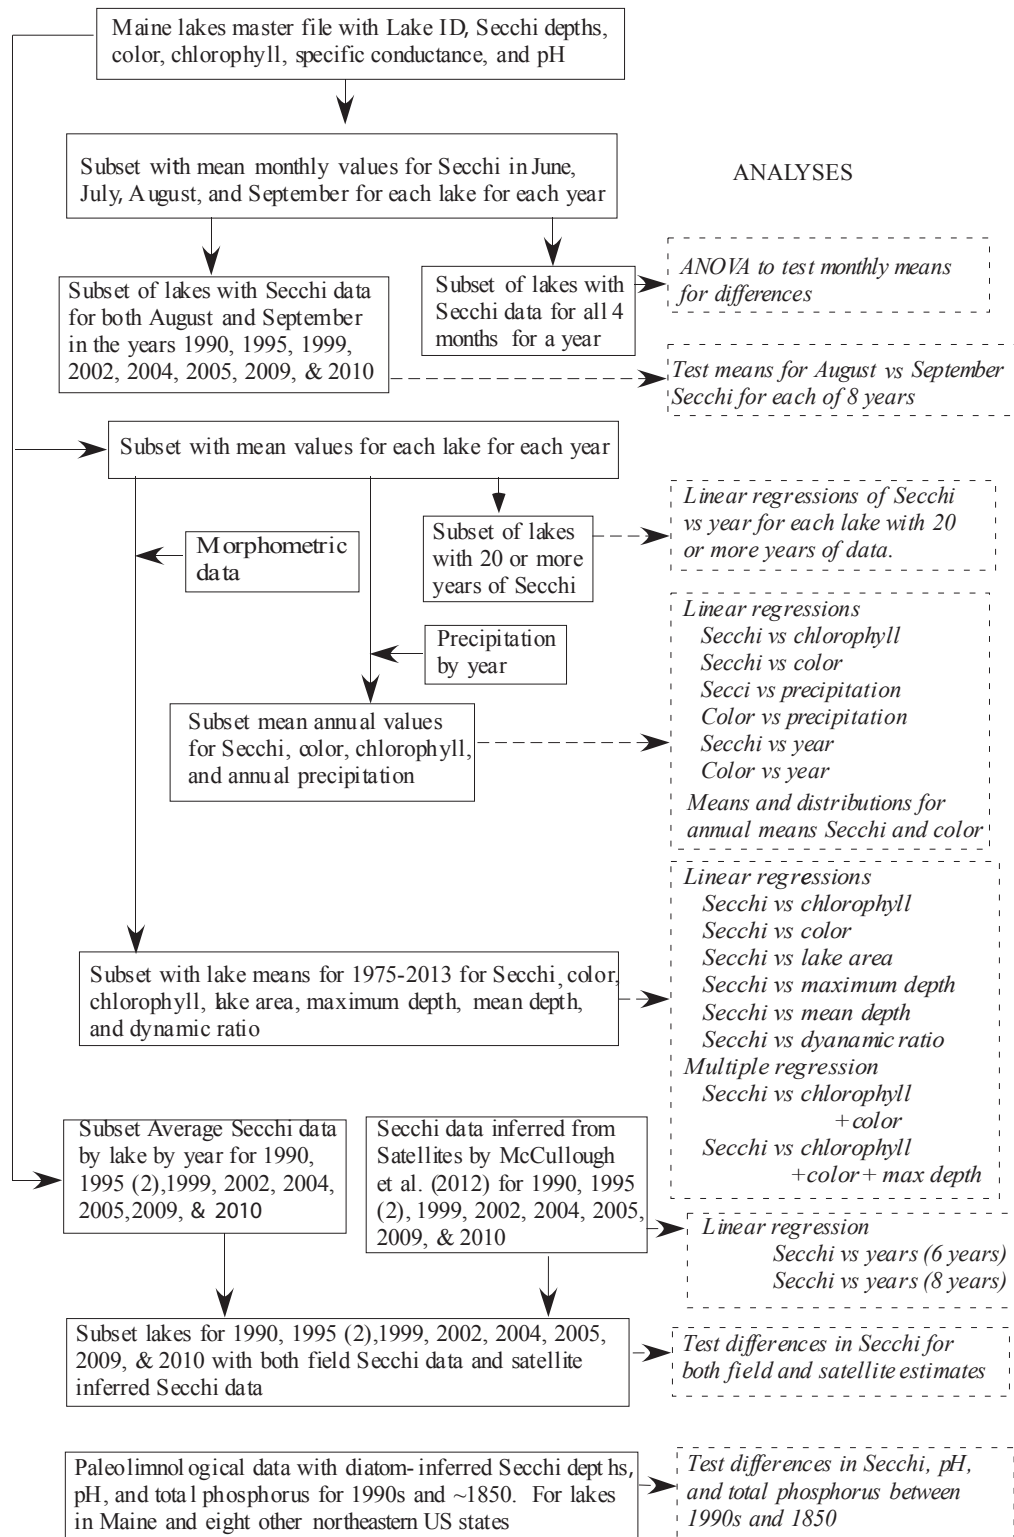 Maine lakes master file with Lake ID, Secchi depths,
color, chlorophyll, specific conductance, and pH
Subset with mean monthly values for Secchi in June,
July, August, and September for each lake for each year
ANALYSES
Subset of lakes with Secchi data
for both August and September
in the years 1990, 1995, 1999,
2002, 2004, 2005, 2009, & 2010
Subset of lakes with
Secchi data for all 4
months for a year
ANOVA to test monthly means
for differences
Test means for August vs September
Secchi for each of 8 years
Subset with mean values for each lake for each year
Morphometric
data
Subset of lakes
with 20 or more
years of Secchi
Linear regressions of Secchi
vs year for each lake with 20
or more years of data.
Precipitation
by year
Subset mean annual values
for Secchi, color, chlorophyll,
and annual precipitation
Linear regressions
Secchi vs chlorophyll
Secchi vs color
Secci vs precipitation
Color vs precipitation
Secchi vs year
Color vs year
Means and distributions for
annual means Secchi and color
Subset with lake means for 1975-2013 for Secchi, color,
chlorophyll, lake area, maximum depth, mean depth,
and dynamic ratio
Linear regressions
Secchi vs chlorophyll
Secchi vs color
Secchi vs lake area
Secchi vs maximum depth
Secchi vs mean depth
Secchi vs dyanamic ratio
Multiple regression
Secchi vs chlorophyll
+color
Secchi vs chlorophyll
+color + max depth
Subset Average Secchi data
by lake by year for 1990,
1995 (2),1999, 2002, 2004,
2005,2009, & 2010
Secchi data inferred from
Satellites by McCullough
et al. (2012) for 1990, 1995
(2), 1999, 2002, 2004, 2005,
2009, & 2010
Linear regression
Secchi vs years (6 years)
Secchi vs years (8 years)
Subset lakes for 1990, 1995 (2),1999, 2002, 2004, 2005,
2009, & 2010 with both field Secchi data and satellite
inferred Secchi data
Test differences in Secchi for
both field and satellite estimates
Paleolimnological data with diatom-inferred Secchi depths,
pH, and total phosphorus for 1990s and ~1850. For lakes
in Maine and eight other northeastern US states
Test differences in Secchi, pH,
and total phosphorus between
1990s and 1850